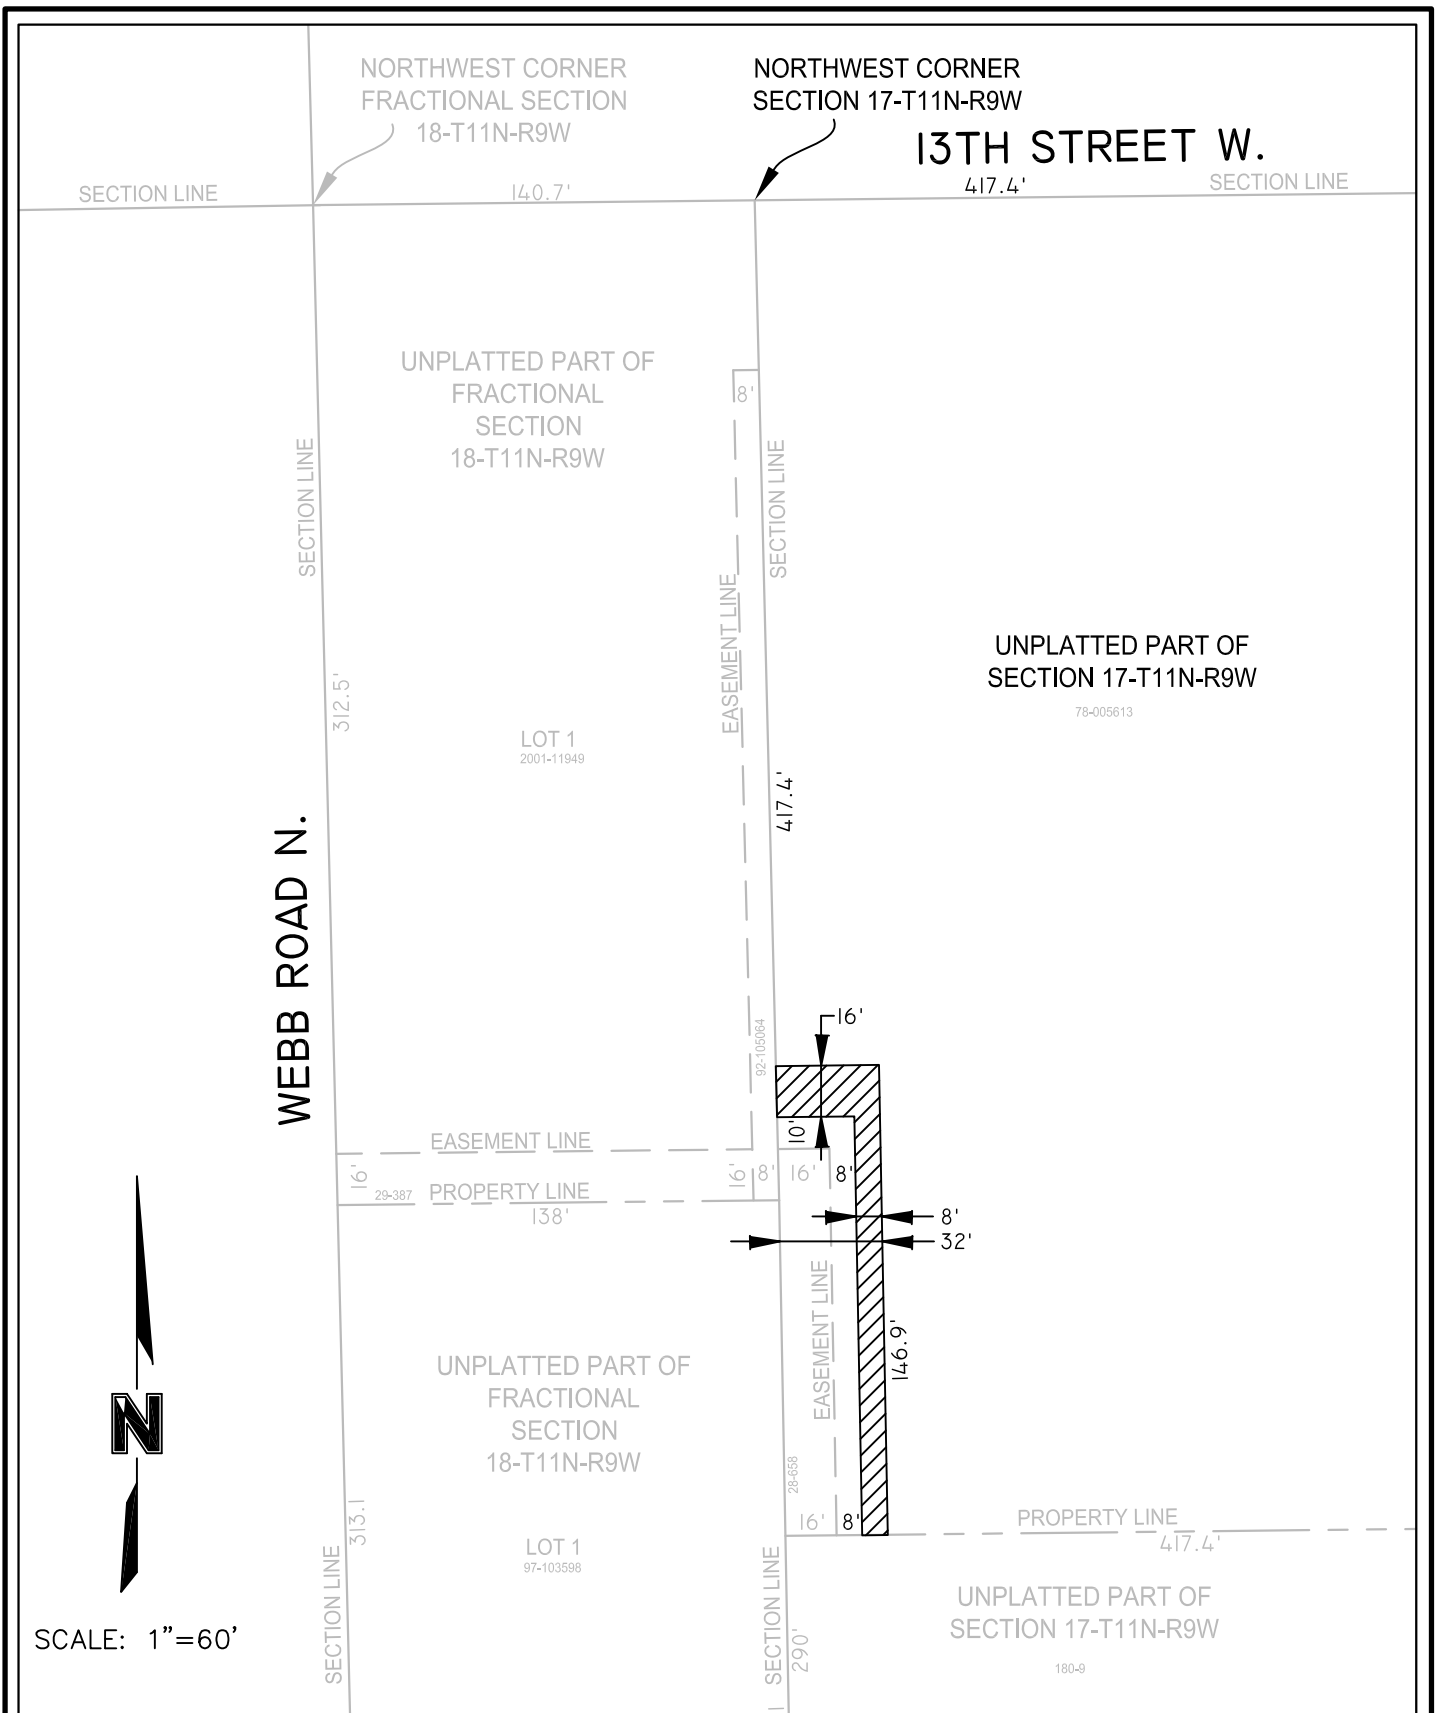 NORTHWEST CORNER
FRACTIONAL SECTION
18-T11N-R9W
NORTHWEST CORNER
SECTION 17-T11N-R9W
13TH STREET W.
SECTION LINE
140.7'
417.4'
SECTION LINE
UNPLATTED PART OF
FRACTIONAL
SECTION
18-T11N-R9W
8'
SECTION LINE
SECTION LINE
EASEMENT LINE
312.5'
UNPLATTED PART OF
SECTION 17-T11N-R9W
78-005613
LOT 1
2001-11949
417.4'
WEBB ROAD N.
92-105064
16'
10'
EASEMENT LINE
16'
29-387
PROPERTY LINE
138'
16'
8'
16'
8'
8'
32'
EASEMENT LINE
146.9'
UNPLATTED PART OF
FRACTIONAL
SECTION
18-T11N-R9W
N
28-658
313.1
LOT 1
97-103598
16'
8'
PROPERTY LINE
417.4'
SECTION LINE
SECTION LINE
290'
UNPLATTED PART OF
SECTION 17-T11N-R9W
180-9
SCALE: 1"=60'